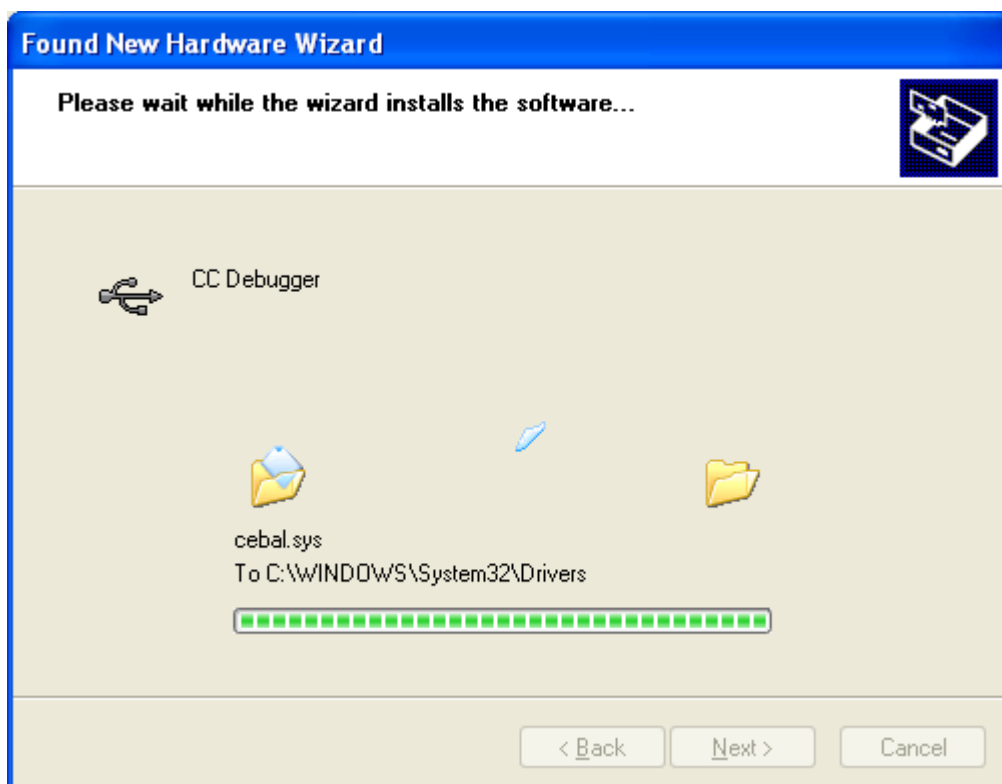 Found New Hardware Wizard
Please wait while the wizard installs the software...
CC Debugger
cebal.sys
To C:\WINDOWS\System32\Drivers
< Back
Next >
Cancel